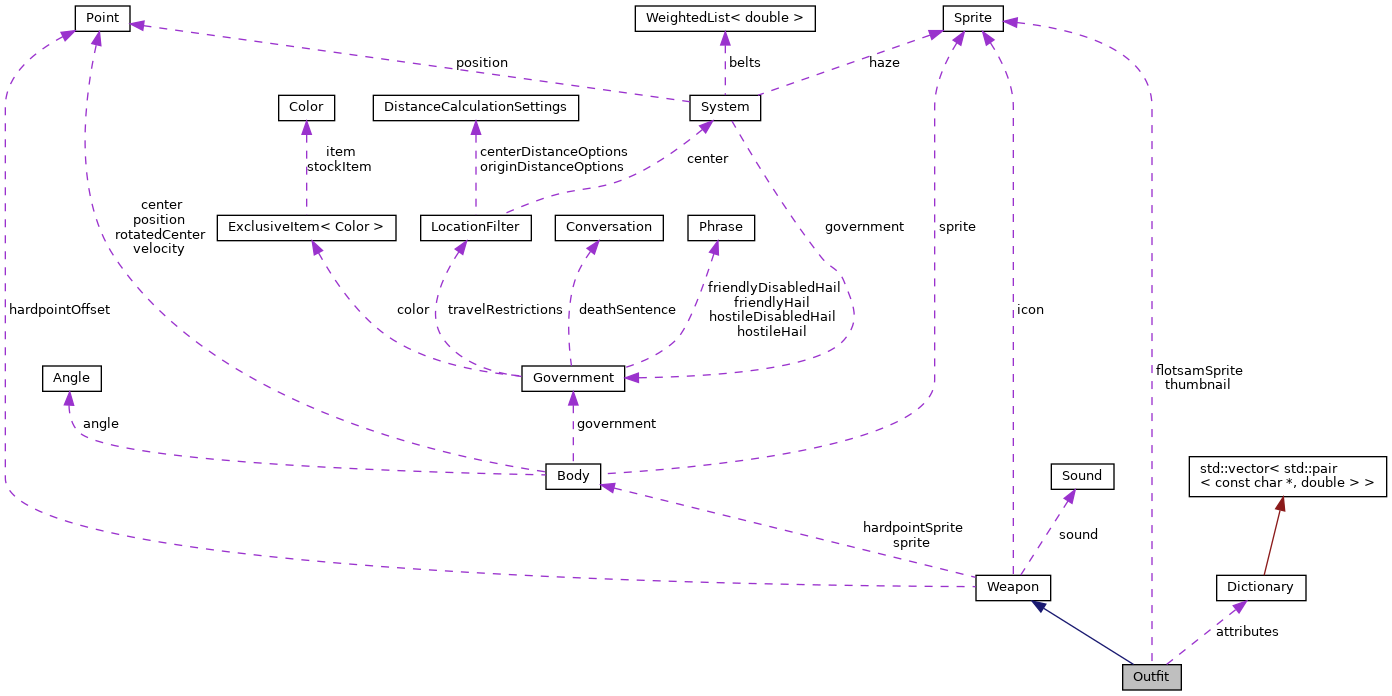 Point
WeightedList< double >
Sprite
position
belts
haze
Color
DistanceCalculationSettings
System
item
stockItem
centerDistanceOptions
originDistanceOptions
center
center
position
rotatedCenter
velocity
ExclusiveItem< Color >
LocationFilter
Conversation
Phrase
government
sprite
hardpointOffset
color
travelRestrictions
deathSentence
friendlyDisabledHail
friendlyHail
hostileDisabledHail
hostileHail
icon
Angle
Government
flotsamSprite
thumbnail
angle
government
Body
Sound
std::vector< std::pair
< const char *, double > >
hardpointSprite
sprite
sound
Weapon
Dictionary
attributes
Outfit